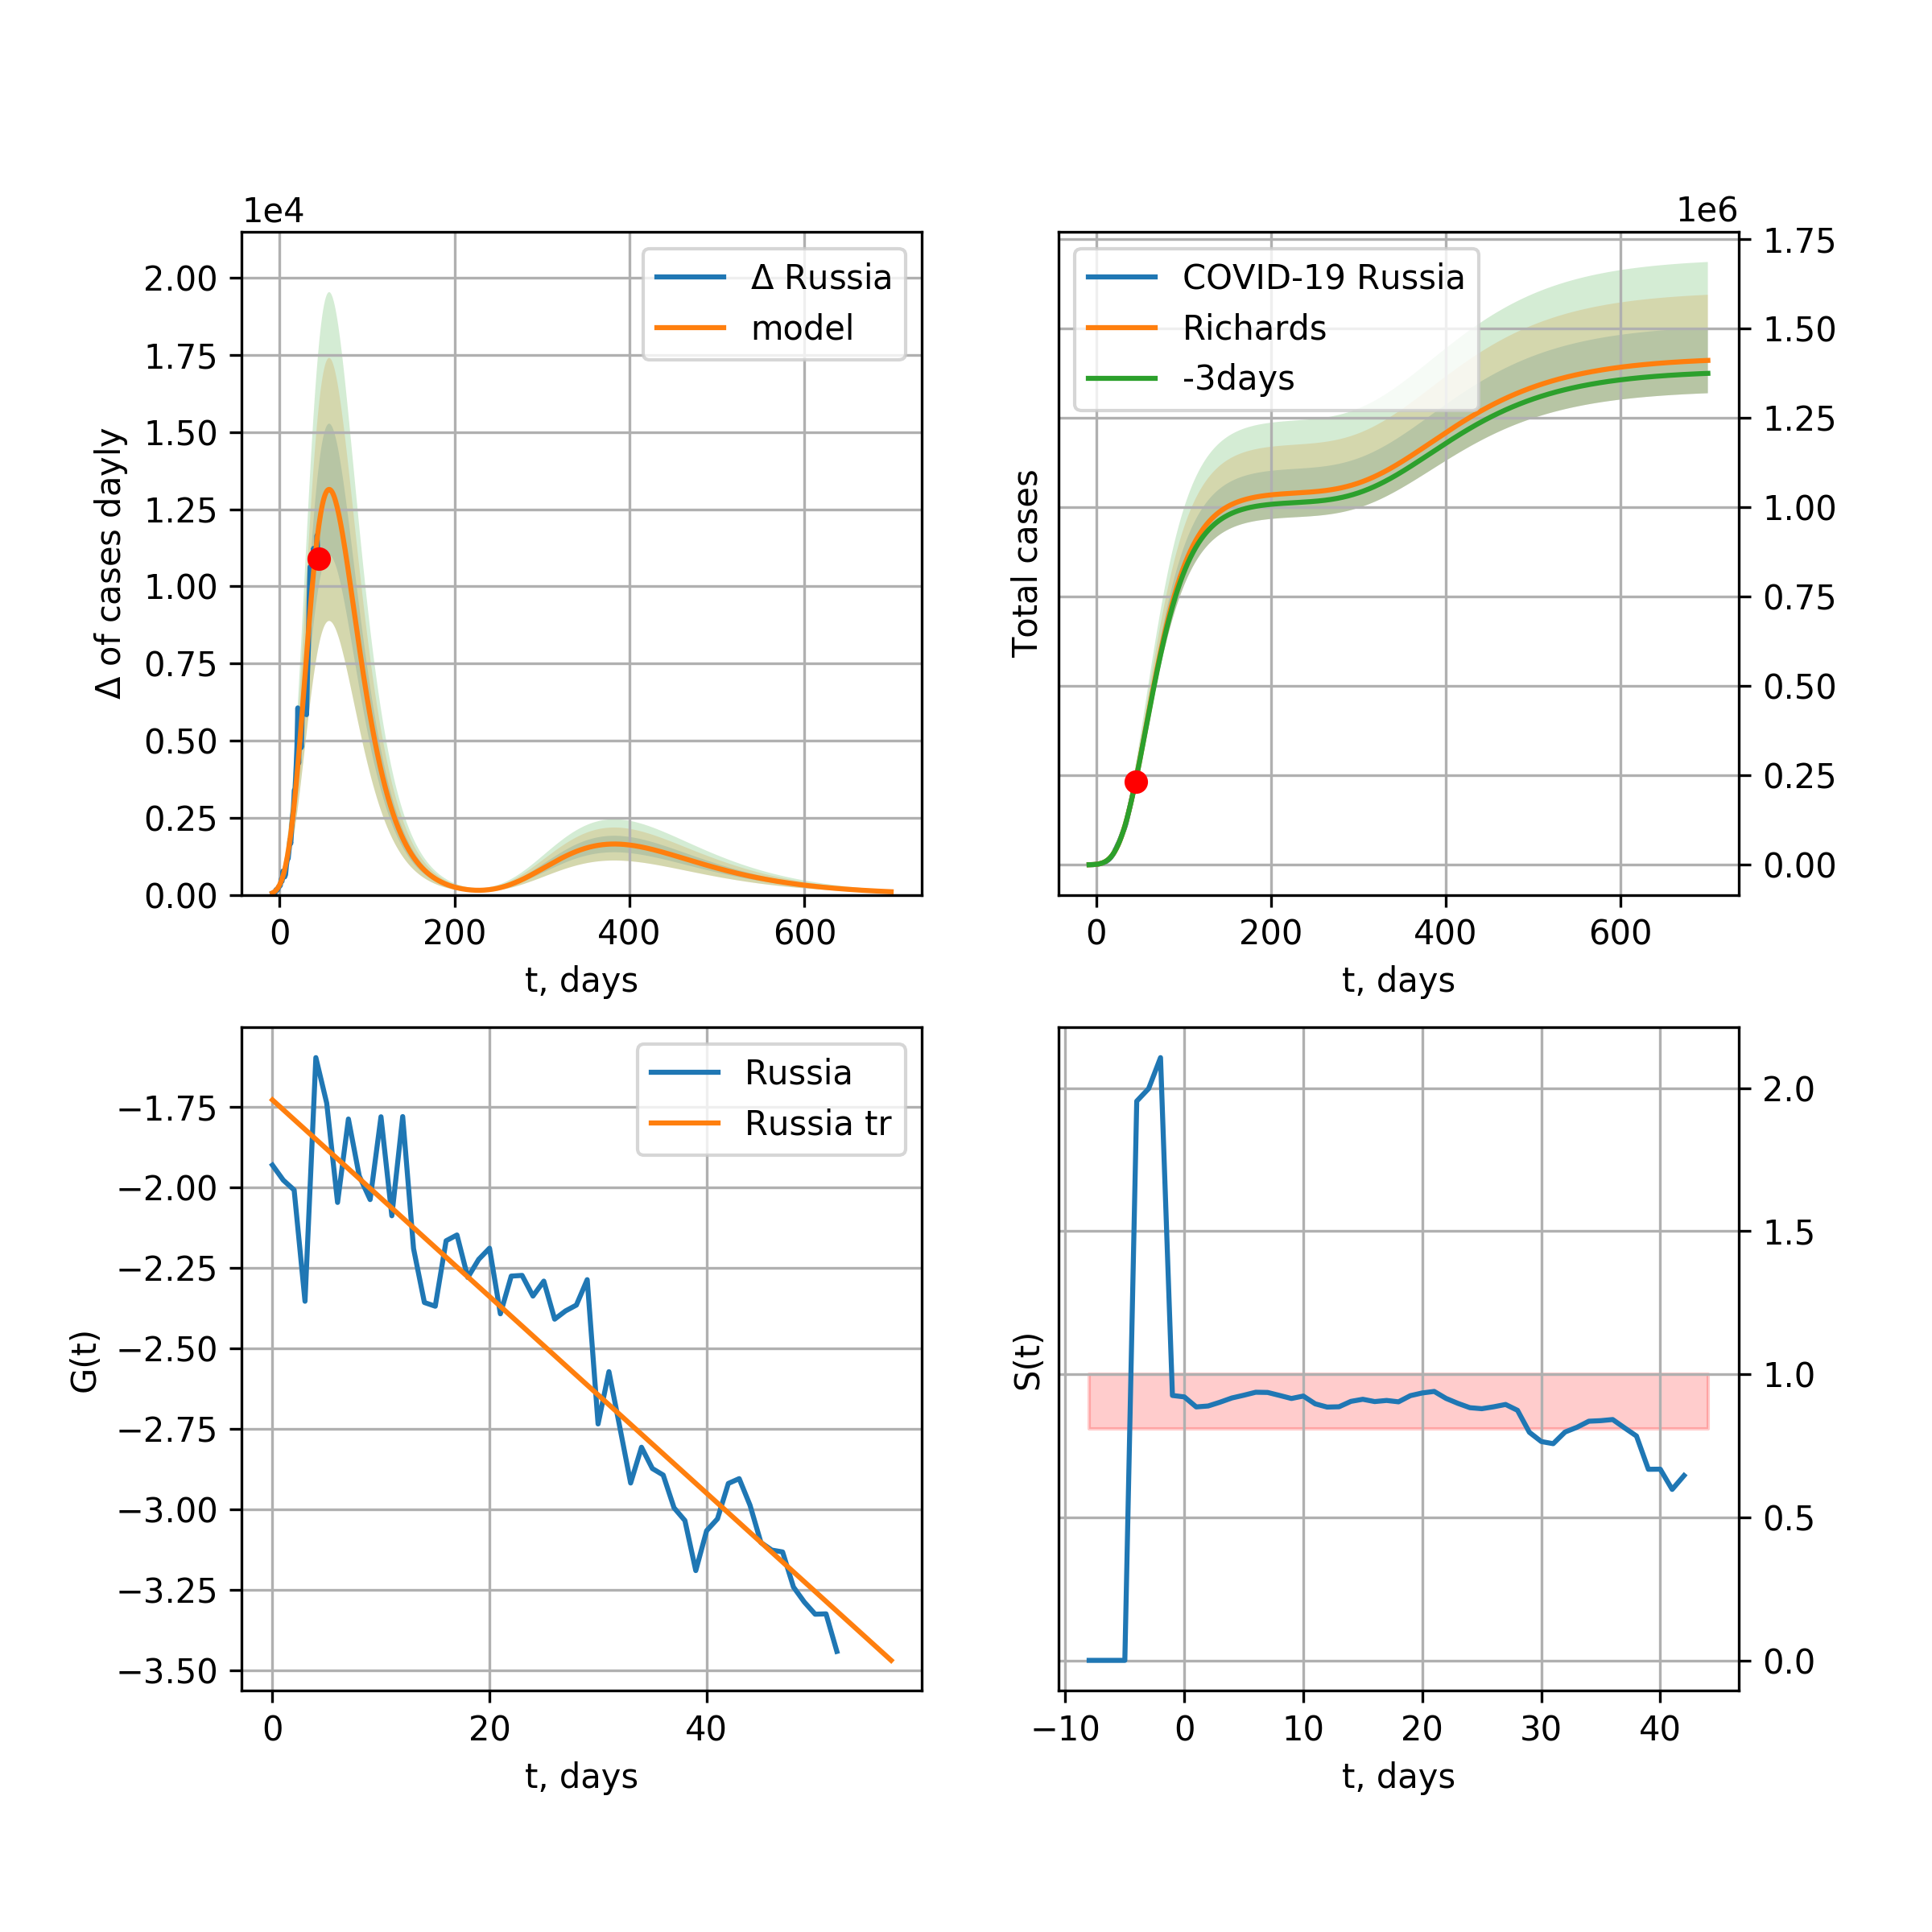 1e4
Δ of cases dayly
2.00
1.75
1.50
1.25
1.00
0.75
0.50
0.25
0.00
Δ Russia
model
0 200 400 600
t, days
1e6
Total cases
COVID-19 Russia
Richards
-3days
1.75
1.50
1.25
1.00
0.75
0.50
0.25
0.00
0 200 400 600
t, days
G(t)
−1.75
−2.00
−2.25
−2.50
−2.75
−3.00
−3.25
−3.50
Russia
Russia tr
0 20 40
t, days
S(t)
2.0
1.5
1.0
0.5
0.0
−10 0 10 20 30 40
t, days